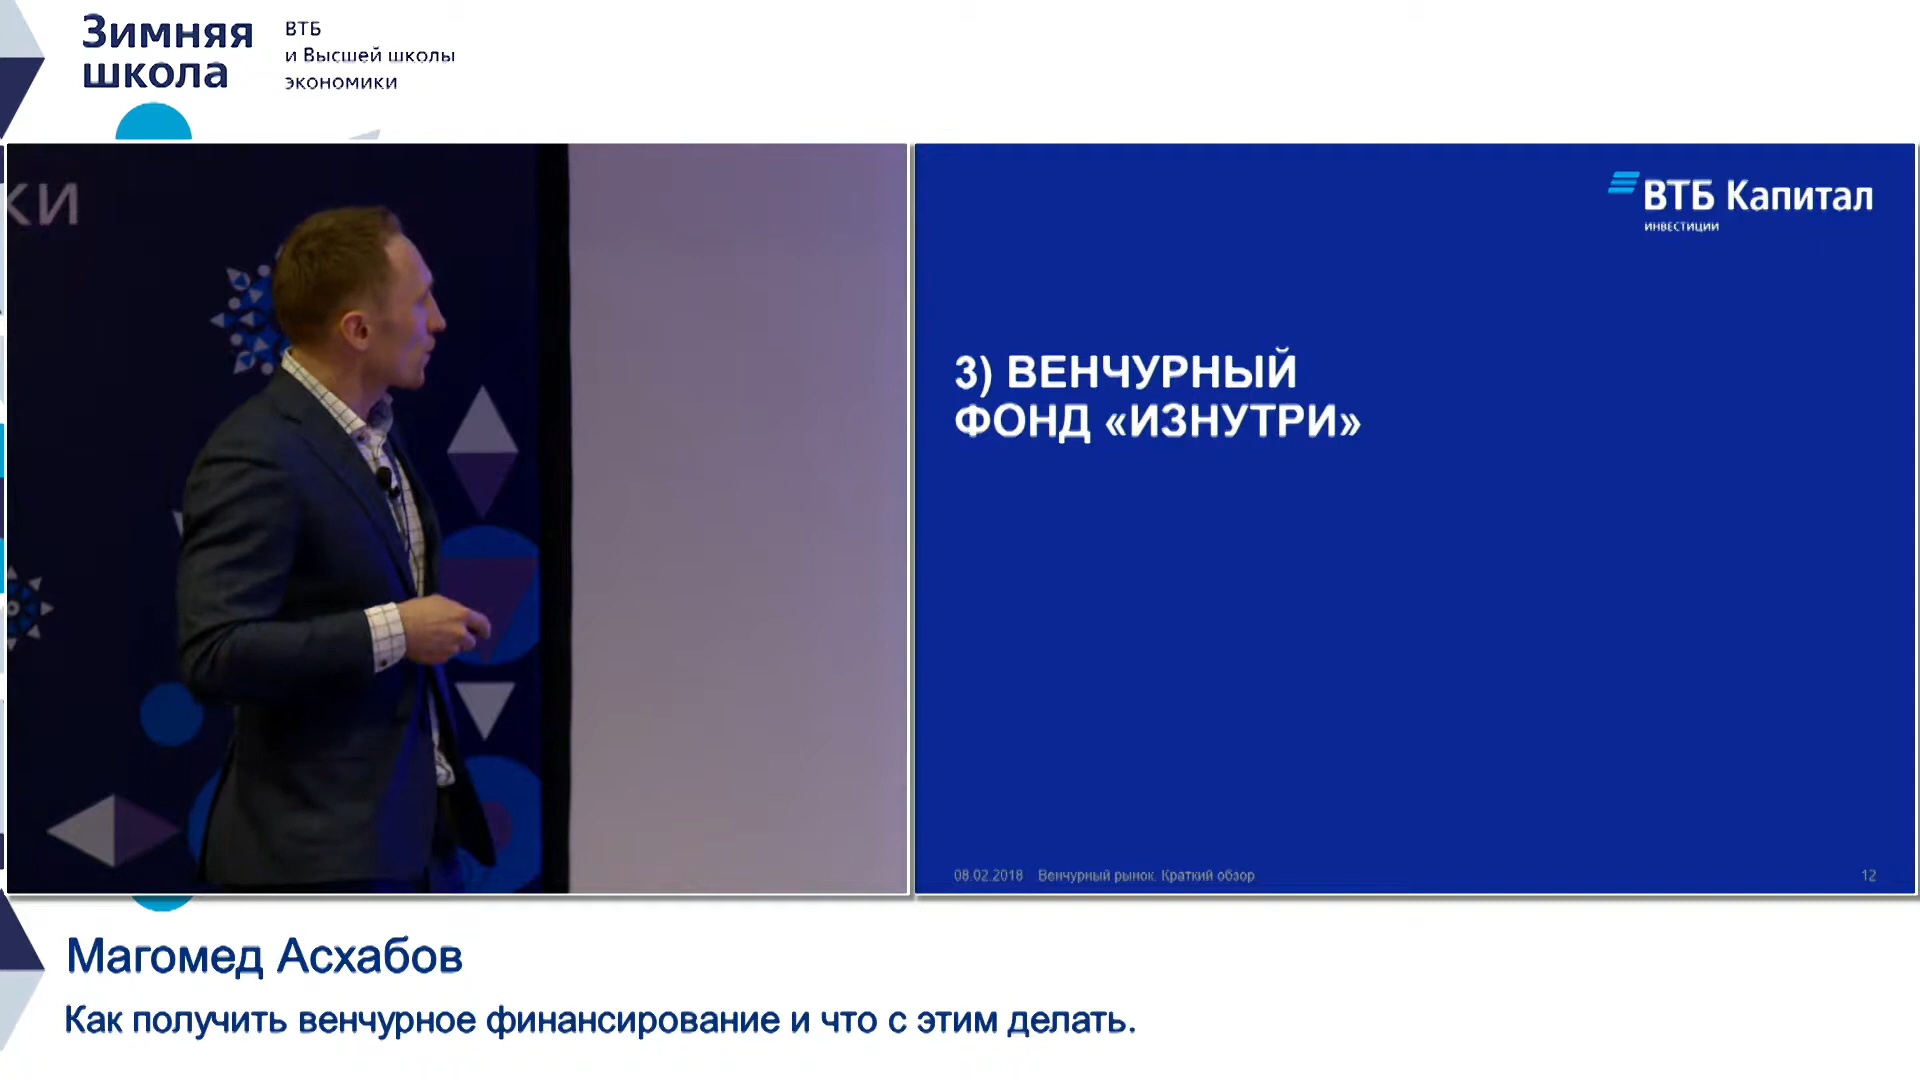 Зимняя
школа
ВТБ
и Высшей школы
экономики
ки
ВТБ Капитал
ИНВЕСТИЦИИ
3) ВЕНЧУРНЫЙ
ФОНД «ИЗНУТРИ»
08.02.2018 Венчурный рынок. Краткий обзор
12
Магомед Асхабов
Как получить венчурное финансирование и что с этим делать.